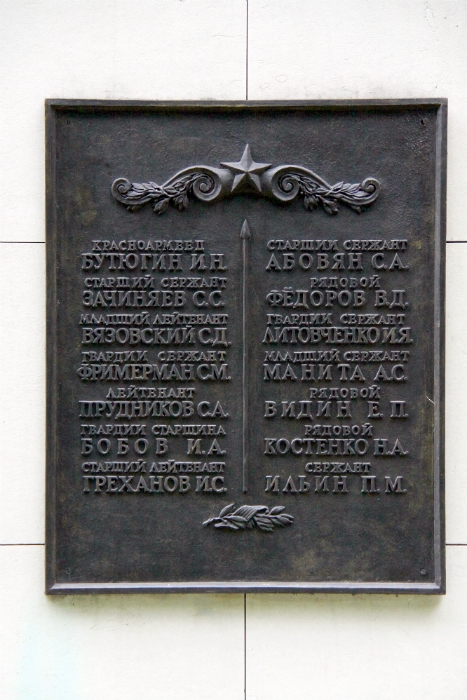 КРАСНОАРМЕЕЦ
БУТЮГИН И.Н.
СТАРШИЙ СЕРЖАНТ
ЗАЧИНЯЕВ С.С.
МЛАДШИЙ ЛЕЙТЕНАНТ
ВЯЗОВСКИЙ С.Д.
ГВАРДИИ СЕРЖАНТ
ФРИМЕРМАН С.М.
ЛЕЙТЕНАНТ
ПРУДНИКОВ С.А.
ГВАРДИИ СТАРШИНА
БОБОВ И.А.
СТАРШИЙ ЛЕЙТЕНАНТ
ГРЕХАНОВ И.С.
СТАРШИЙ СЕРЖАНТ
АБОВЯН С.А.
РЯДОВОЙ
ФЁДОРОВ В.Д.
ГВАРДИИ СЕРЖАНТ
ЛИТОВЧЕНКО И.Я.
МЛАДШИЙ СЕРЖАНТ
МАНИТА А.С.
РЯДОВОЙ
ВИДИН Е.П.
РЯДОВОЙ
КОСТЕНКО Н.А.
СЕРЖАНТ
ИЛЬИН П.М.